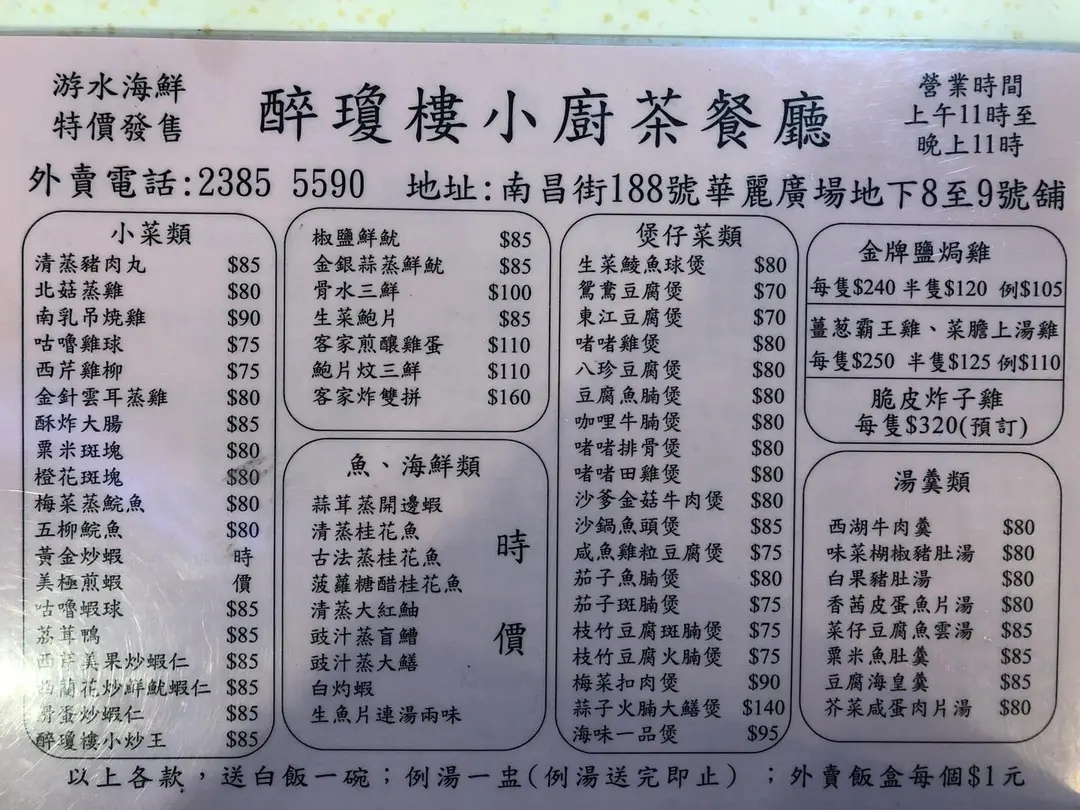 游水海鮮
特價發售
醉瓊樓小廚茶餐廳
營業時間
上午11時至
晚上11時
外賣電話:2385 5590 地址:南昌街188號華麗廣場地下8至9號舖
小菜類
清蒸豬肉丸 $85
北菇蒸雞 $80
南乳吊燒雞 $90
咕嚕雞球 $75
西芹雞柳 $75
金針雲耳蒸雞 $80
酥炸大腸 $85
粟米斑塊 $80
橙花斑塊 $80
梅菜蒸鯇魚 $80
五柳鯇魚 $80
黃金炒蝦 時
美極煎蝦 價
咕嚕蝦球 $85
荔茸鴨 $85
西芹美果炒蝦仁 $85
西蘭花炒鮮魷蝦仁 $85
滑蛋炒蝦仁 $85
醉瓊樓小炒王 $85
椒鹽鮮魷 $85
金銀蒜蒸鮮魷 $85
骨水三鮮 $100
生菜鮑片 $85
客家煎釀雞蛋 $110
鮑片炆三鮮 $110
客家炸雙拼 $160
魚、海鮮類
蒜茸蒸開邊蝦
清蒸桂花魚
古法蒸桂花魚
菠蘿糖醋桂花魚
清蒸大紅鮋
豉汁蒸盲鰽
豉汁蒸大鱔
白灼蝦
生魚片連湯兩味
時
價
煲仔菜類
生菜鯪魚球煲 $80
鴛鴦豆腐煲 $70
東江豆腐煲 $70
啫啫雞煲 $80
八珍豆腐煲 $80
豆腐魚腩煲 $80
咖哩牛腩煲 $80
啫啫排骨煲 $80
啫啫田雞煲 $80
沙爹金菇牛肉煲 $80
沙鍋魚頭煲 $85
咸魚雞粒豆腐煲 $75
茄子魚腩煲 $80
茄子斑腩煲 $75
枝竹豆腐斑腩煲 $75
枝竹豆腐火腩煲 $75
梅菜扣肉煲 $90
蒜子火腩大鱔煲 $140
海味一品煲 $95
金牌鹽焗雞
每隻$240 半隻$120 例$105
薑葱霸王雞、菜膽上湯雞
每隻$250 半隻$125 例$110
脆皮炸子雞
每隻$320(預訂)
湯羹類
西湖牛肉羹 $80
味菜椒豬肚湯 $80
白果豬肚湯 $80
香茜皮蛋魚片湯 $80
菜仔豆腐魚雲湯 $85
粟米魚肚羹 $85
豆腐海皇羹 $85
芥菜咸蛋肉片湯 $80
以上各款，送白飯一碗；例湯一盅(例湯送完即止)；外賣飯盒每個$1元